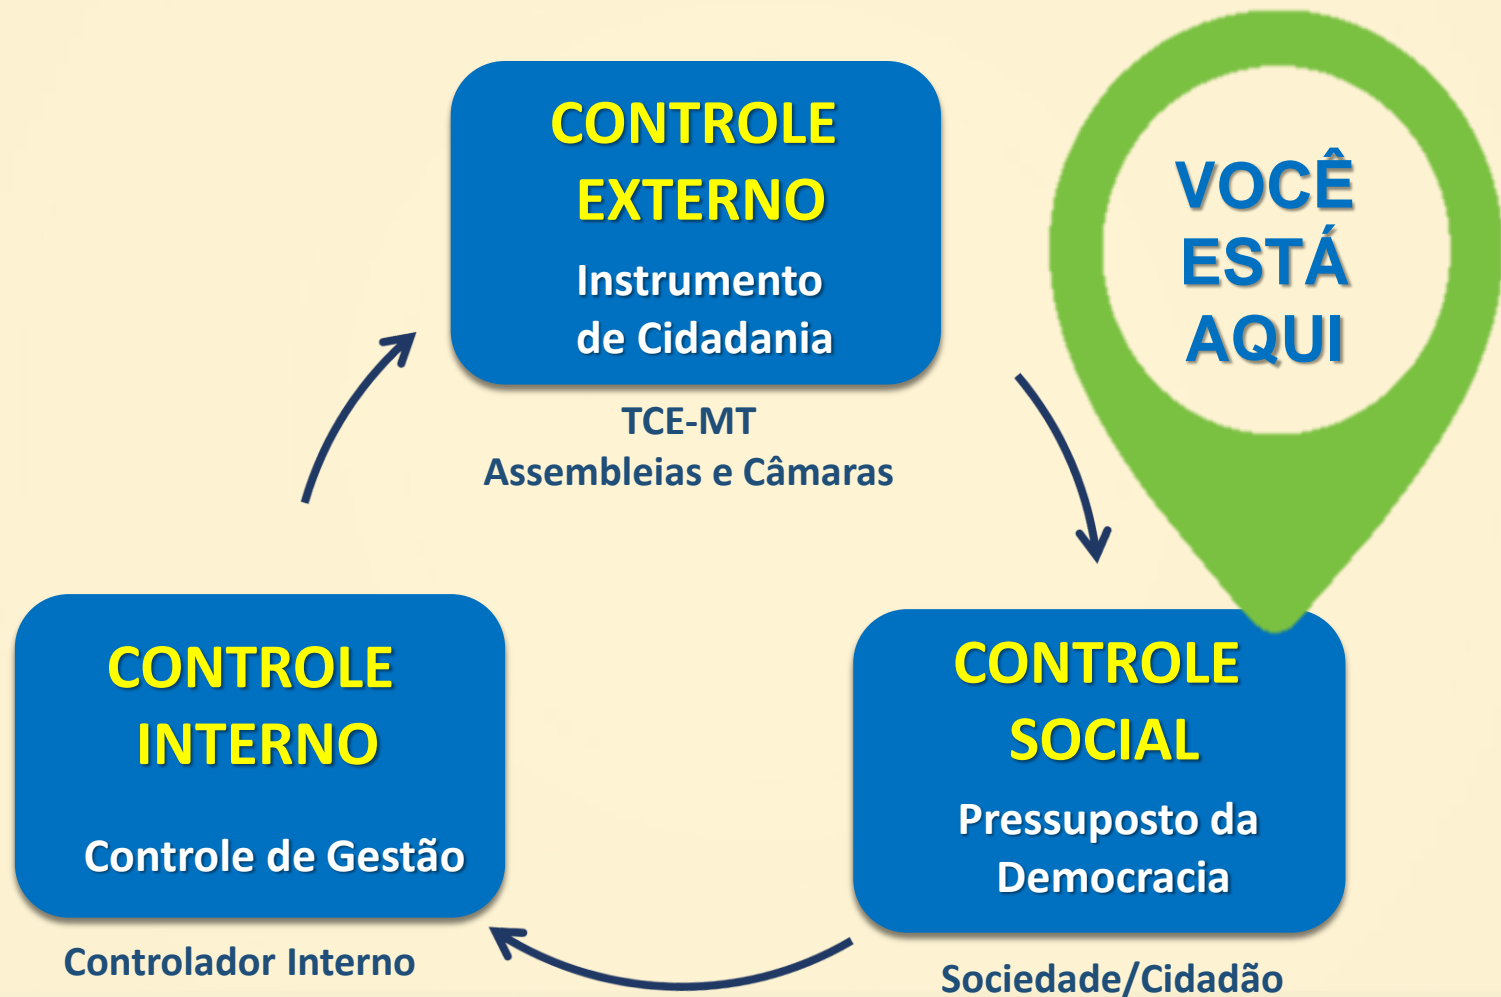 CONTROLE
EXTERNO
Instrumento
de Cidadania
TCE-MT
Assembleias e Câmaras
VOCÊ
ESTÁ
AQUI
CONTROLE
INTERNO
Controle de Gestão
Controlador Interno
CONTROLE
SOCIAL
Pressuposto da
Democracia
Sociedade/Cidadão